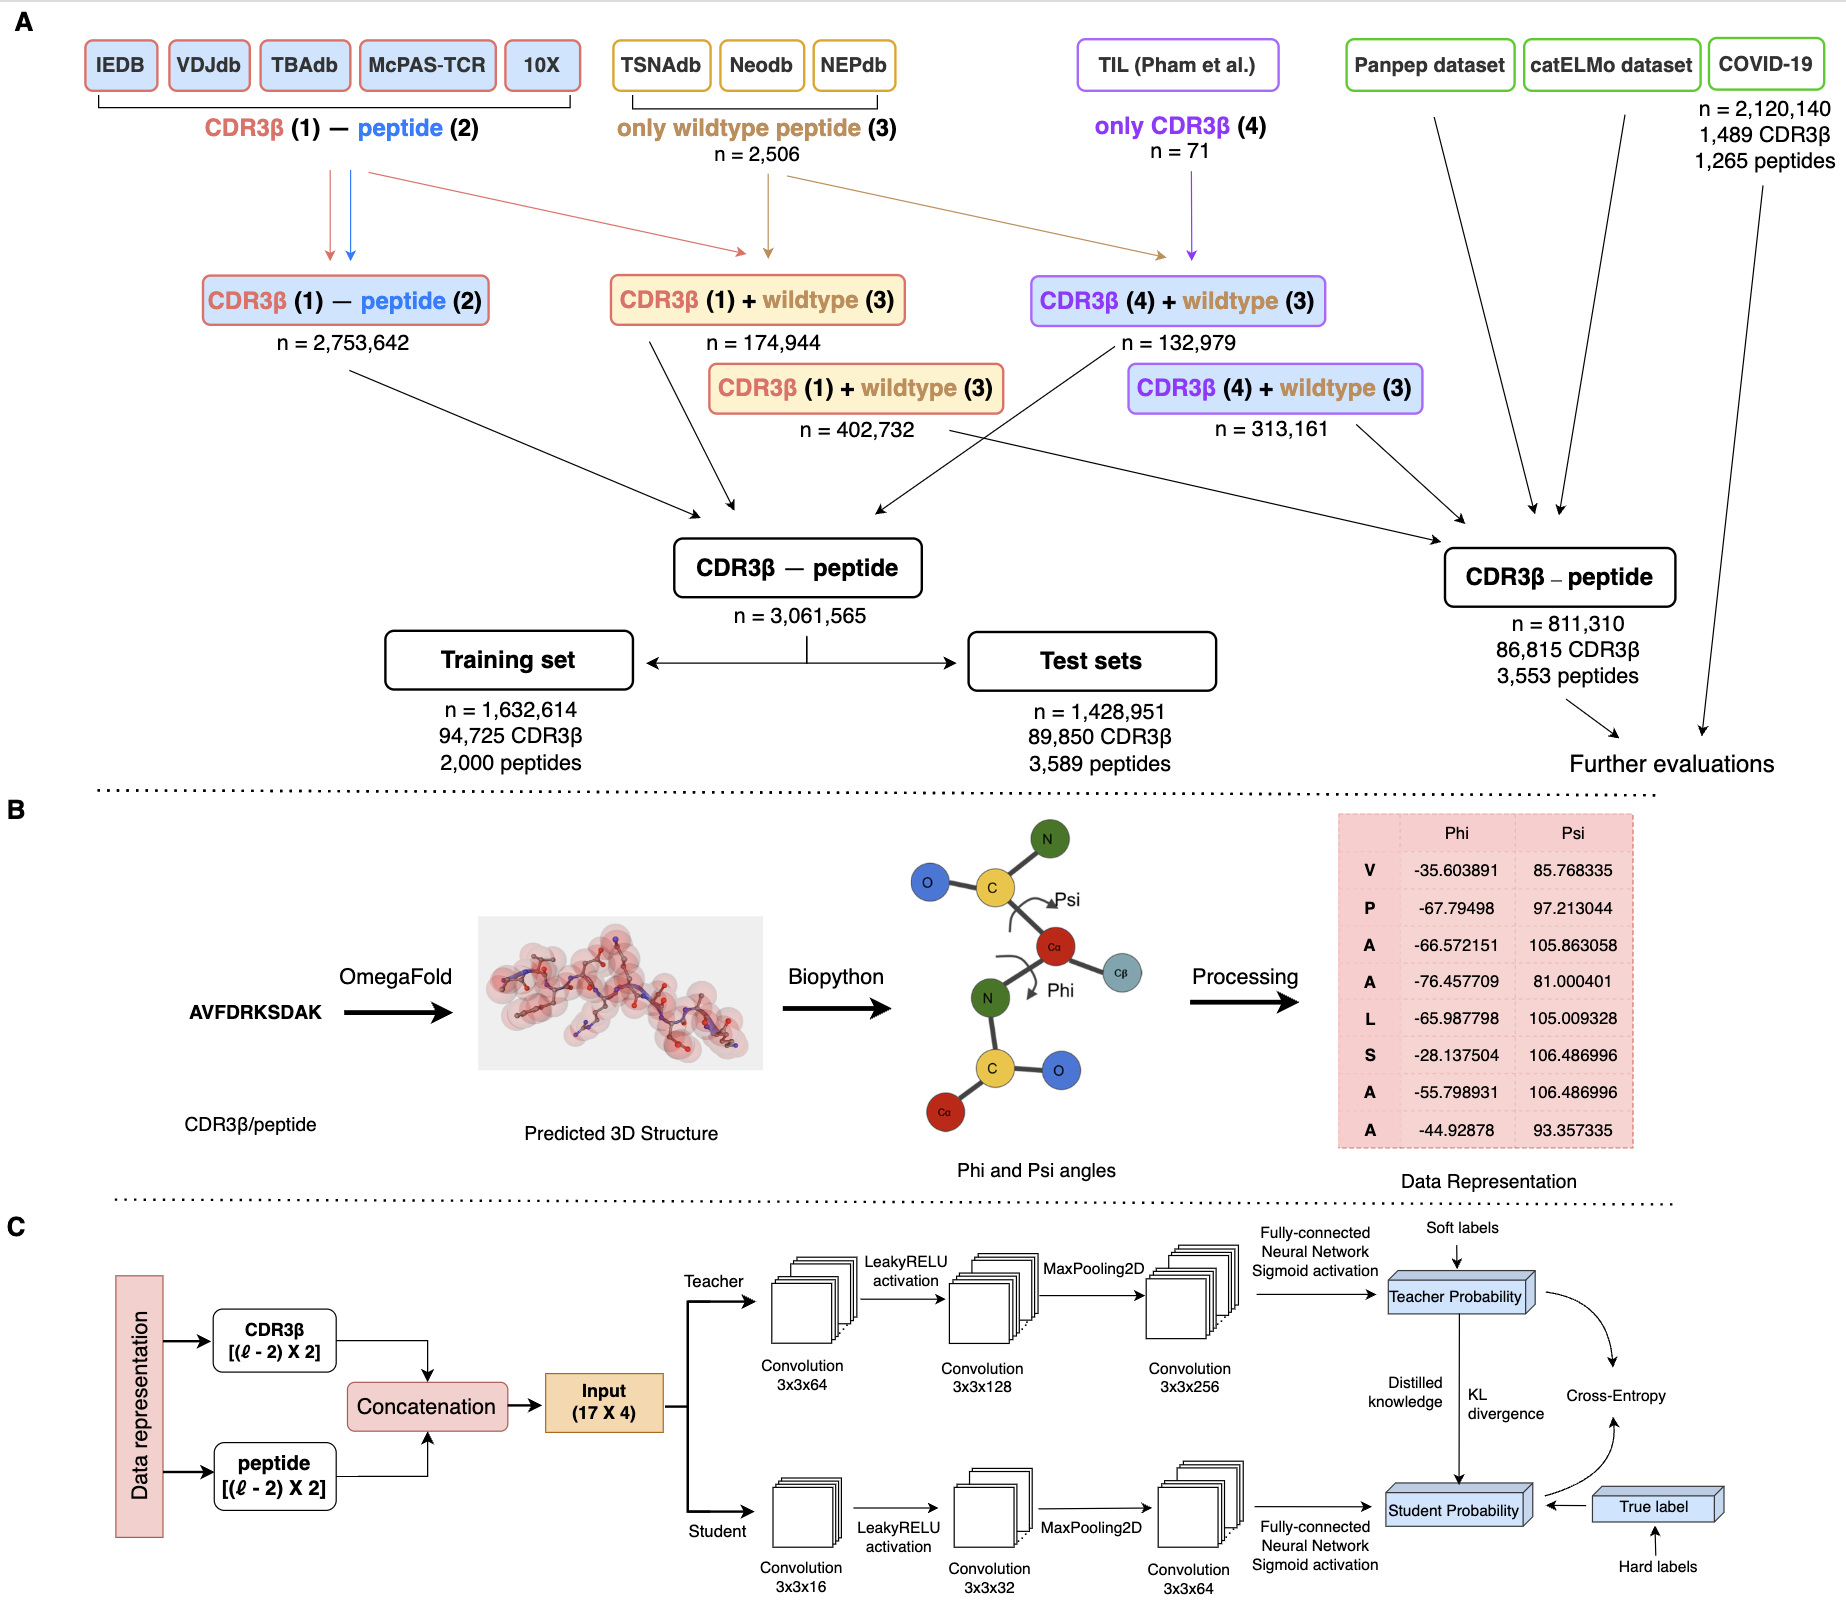 A
IEDB
VDJdb
TBAdb
McPAS-TCR
10X
TSNAdb
Neodb
NEPdb
TIL (Pham et al.)
Panpep dataset
catELMo dataset
COVID-19
CDR3β (1) — peptide (2)
only wildtype peptide (3)
n = 2,506
only CDR3β (4)
n = 71
n = 2,120,140
1,489 CDR3β
1,265 peptides
CDR3β (1) — peptide (2)
n = 2,753,642
CDR3β (1) + wildtype (3)
n = 174,944
CDR3β (4) + wildtype (3)
n = 132,979
CDR3β (1) + wildtype (3)
n = 402,732
CDR3β (4) + wildtype (3)
n = 313,161
CDR3β — peptide
n = 3,061,565
CDR3β – peptide
n = 811,310
86,815 CDR3β
3,553 peptides
Training set
n = 1,632,614
94,725 CDR3β
2,000 peptides
Test sets
n = 1,428,951
89,850 CDR3β
3,589 peptides
Further evaluations
B
AVFDRKSDAK
CDR3β/peptide
OmegaFold
Predicted 3D Structure
Biopython
N
O
C
Psi
Cα
Cβ
N
Phi
C
O
Cα
Phi and Psi angles
Processing
Phi Psi
V -35.603891 85.768335
P -67.79498 97.213044
A -66.572151 105.863058
A -76.457709 81.000401
L -65.987798 105.009328
S -28.137504 106.486996
A -55.798931 106.486996
A -44.92878 93.357335
Data Representation
C
Data representation
CDR3β
[(ℓ - 2) X 2]
peptide
[(ℓ - 2) X 2]
Concatenation
Input
(17 X 4)
Teacher
Convolution
3x3x64
LeakyRELU
activation
Convolution
3x3x128
MaxPooling2D
Convolution
3x3x256
Fully-connected
Neural Network
Sigmoid activation
Soft labels
Teacher Probability
Distilled
knowledge
KL
divergence
Cross-Entropy
Student
Convolution
3x3x16
LeakyRELU
activation
Convolution
3x3x32
MaxPooling2D
Convolution
3x3x64
Fully-connected
Neural Network
Sigmoid activation
Student Probability
True label
Hard labels